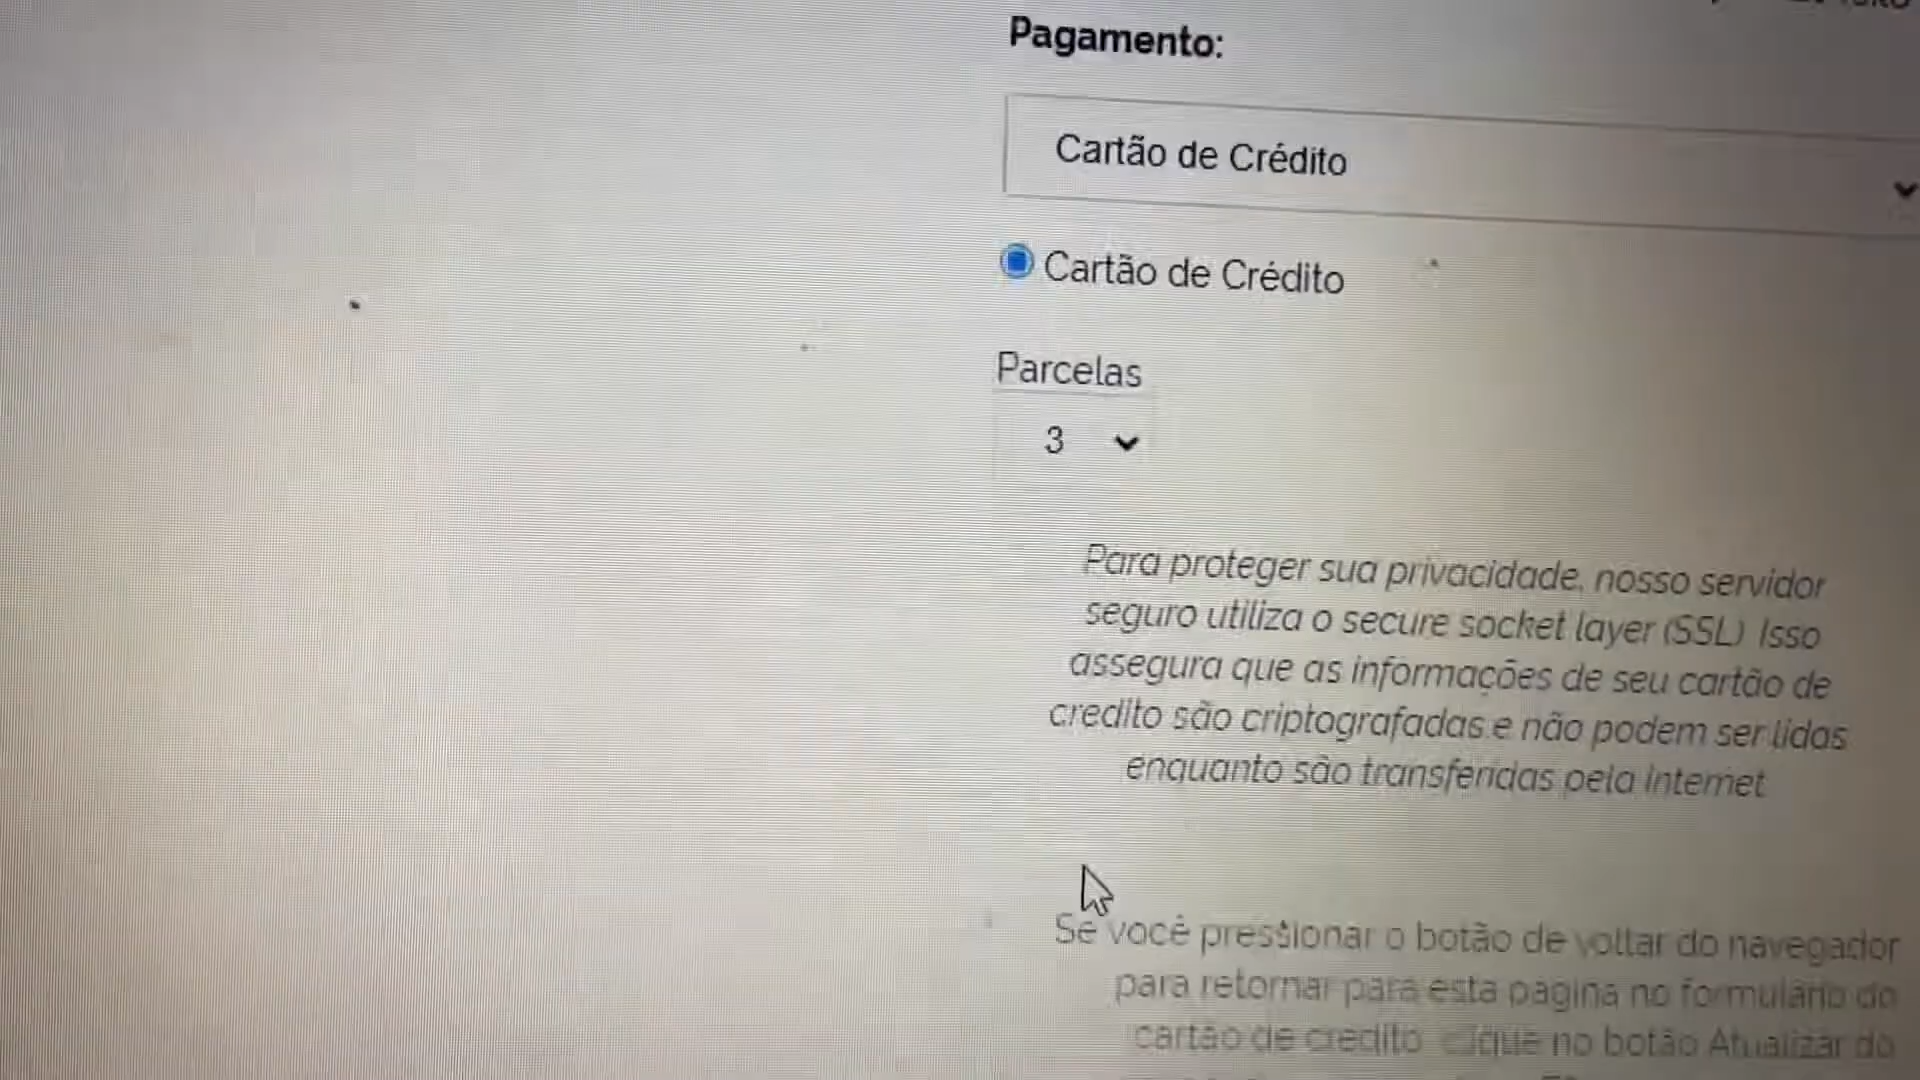 Pagamento:
Cartão de Crédito
Cartão de Crédito
Parcelas
3
Para proteger sua privacidade, nosso servidor
seguro utiliza o secure socket layer (SSL) Isso
assegura que as informações de seu cartão de
credito são criptografadas e não podem ser lidas
enquanto são transferidas pela Internet
Se você pressionar o botão de voltar do navegador
para retornar para esta página no formulário do
cartão de credito clique no botão Atualizar do